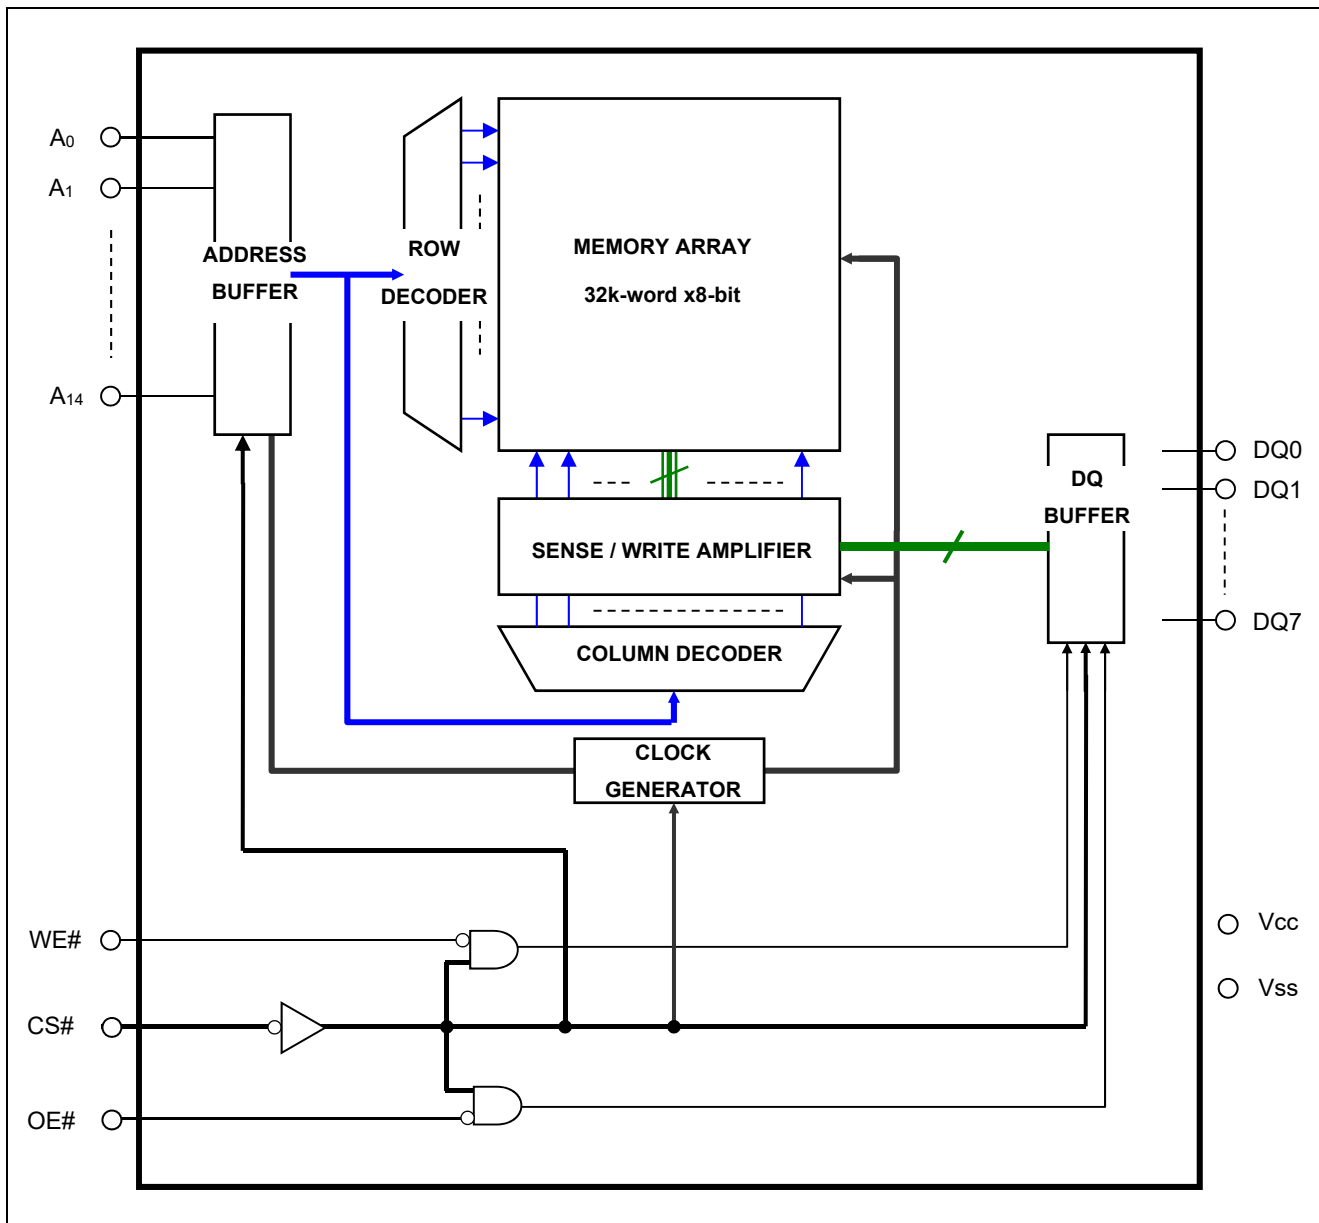 A0
A1
A14
ADDRESS
BUFFER
ROW
DECODER
MEMORY ARRAY
32k-word x8-bit
SENSE / WRITE AMPLIFIER
COLUMN DECODER
CLOCK
GENERATOR
DQ
BUFFER
DQ0
DQ1
DQ7
WE#
CS#
OE#
Vcc
Vss